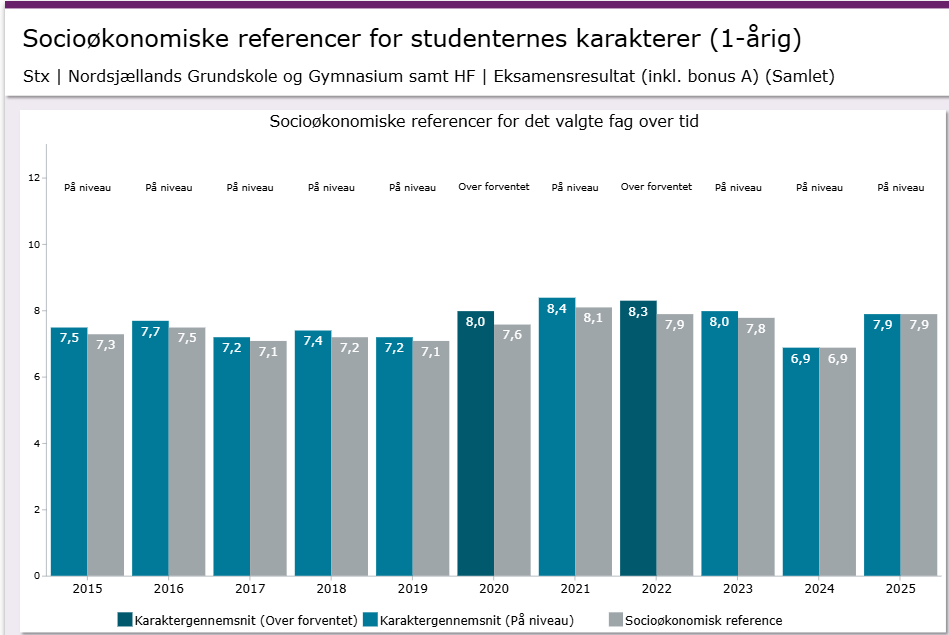 Socioøkonomiske referencer for studenternes karakterer (1-årig)
Stx | Nordsjællands Grundskole og Gymnasium samt HF | Eksamensresultat (inkl. bonus A) (Samlet)
Socioøkonomiske referencer for det valgte fag over tid
12
På niveau På niveau På niveau På niveau På niveau Over forventet På niveau Over forventet På niveau På niveau På niveau
10
8
7,5 7,3 7,7 7,5 7,2 7,1 7,4 7,2 7,2 7,1 8,0 7,6 8,4 8,1 8,3 7,9 8,0 7,8 6,9 6,9 7,9 7,9
6
4
2
0
2015 2016 2017 2018 2019 2020 2021 2022 2023 2024 2025
Karaktergennemsnit (Over forventet) Karaktergennemsnit (På niveau) Socioøkonomisk reference